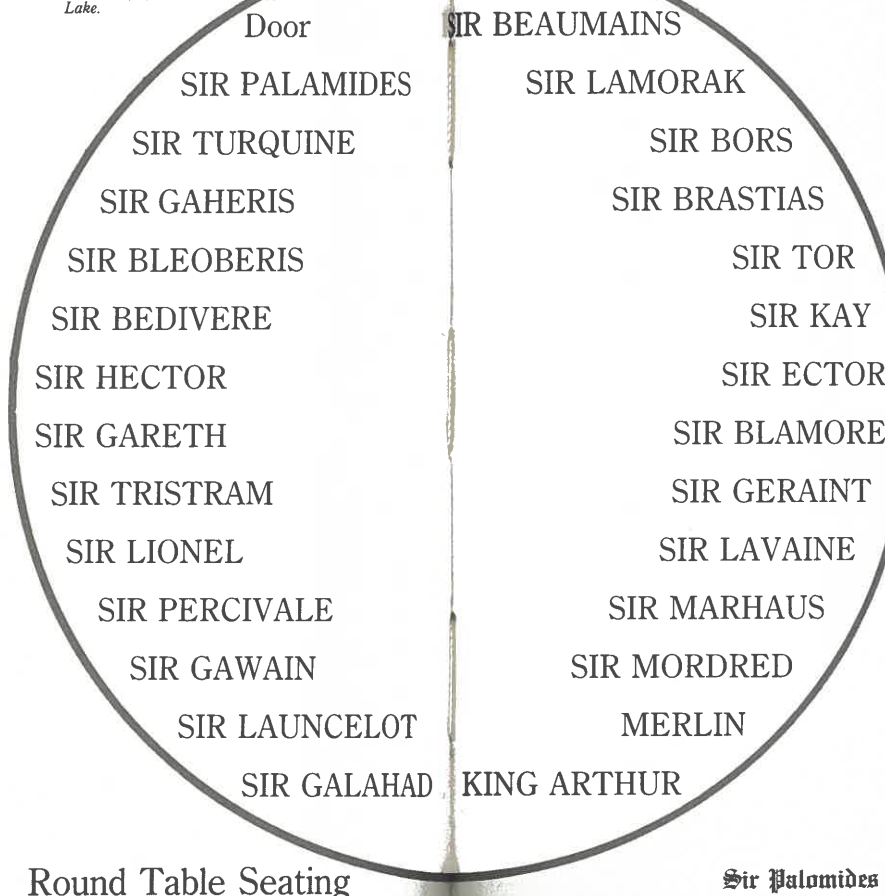 Lake.
Door SIR BEAUMAINS
SIR PALAMIDES SIR LAMORAK
SIR TURQUINE SIR BORS
SIR GAHERIS SIR BRASTIAS
SIR BLEOBERIS SIR TOR
SIR BEDIVERE SIR KAY
SIR HECTOR SIR ECTOR
SIR GARETH SIR BLAMORE
SIR TRISTRAM SIR GERAINT
SIR LIONEL SIR LAVAINE
SIR PERCIVALE SIR MARHAUS
SIR GAWAIN SIR MORDRED
SIR LAUNCELOT MERLIN
SIR GALAHAD KING ARTHUR
Round Table Seating
Sir Palomides